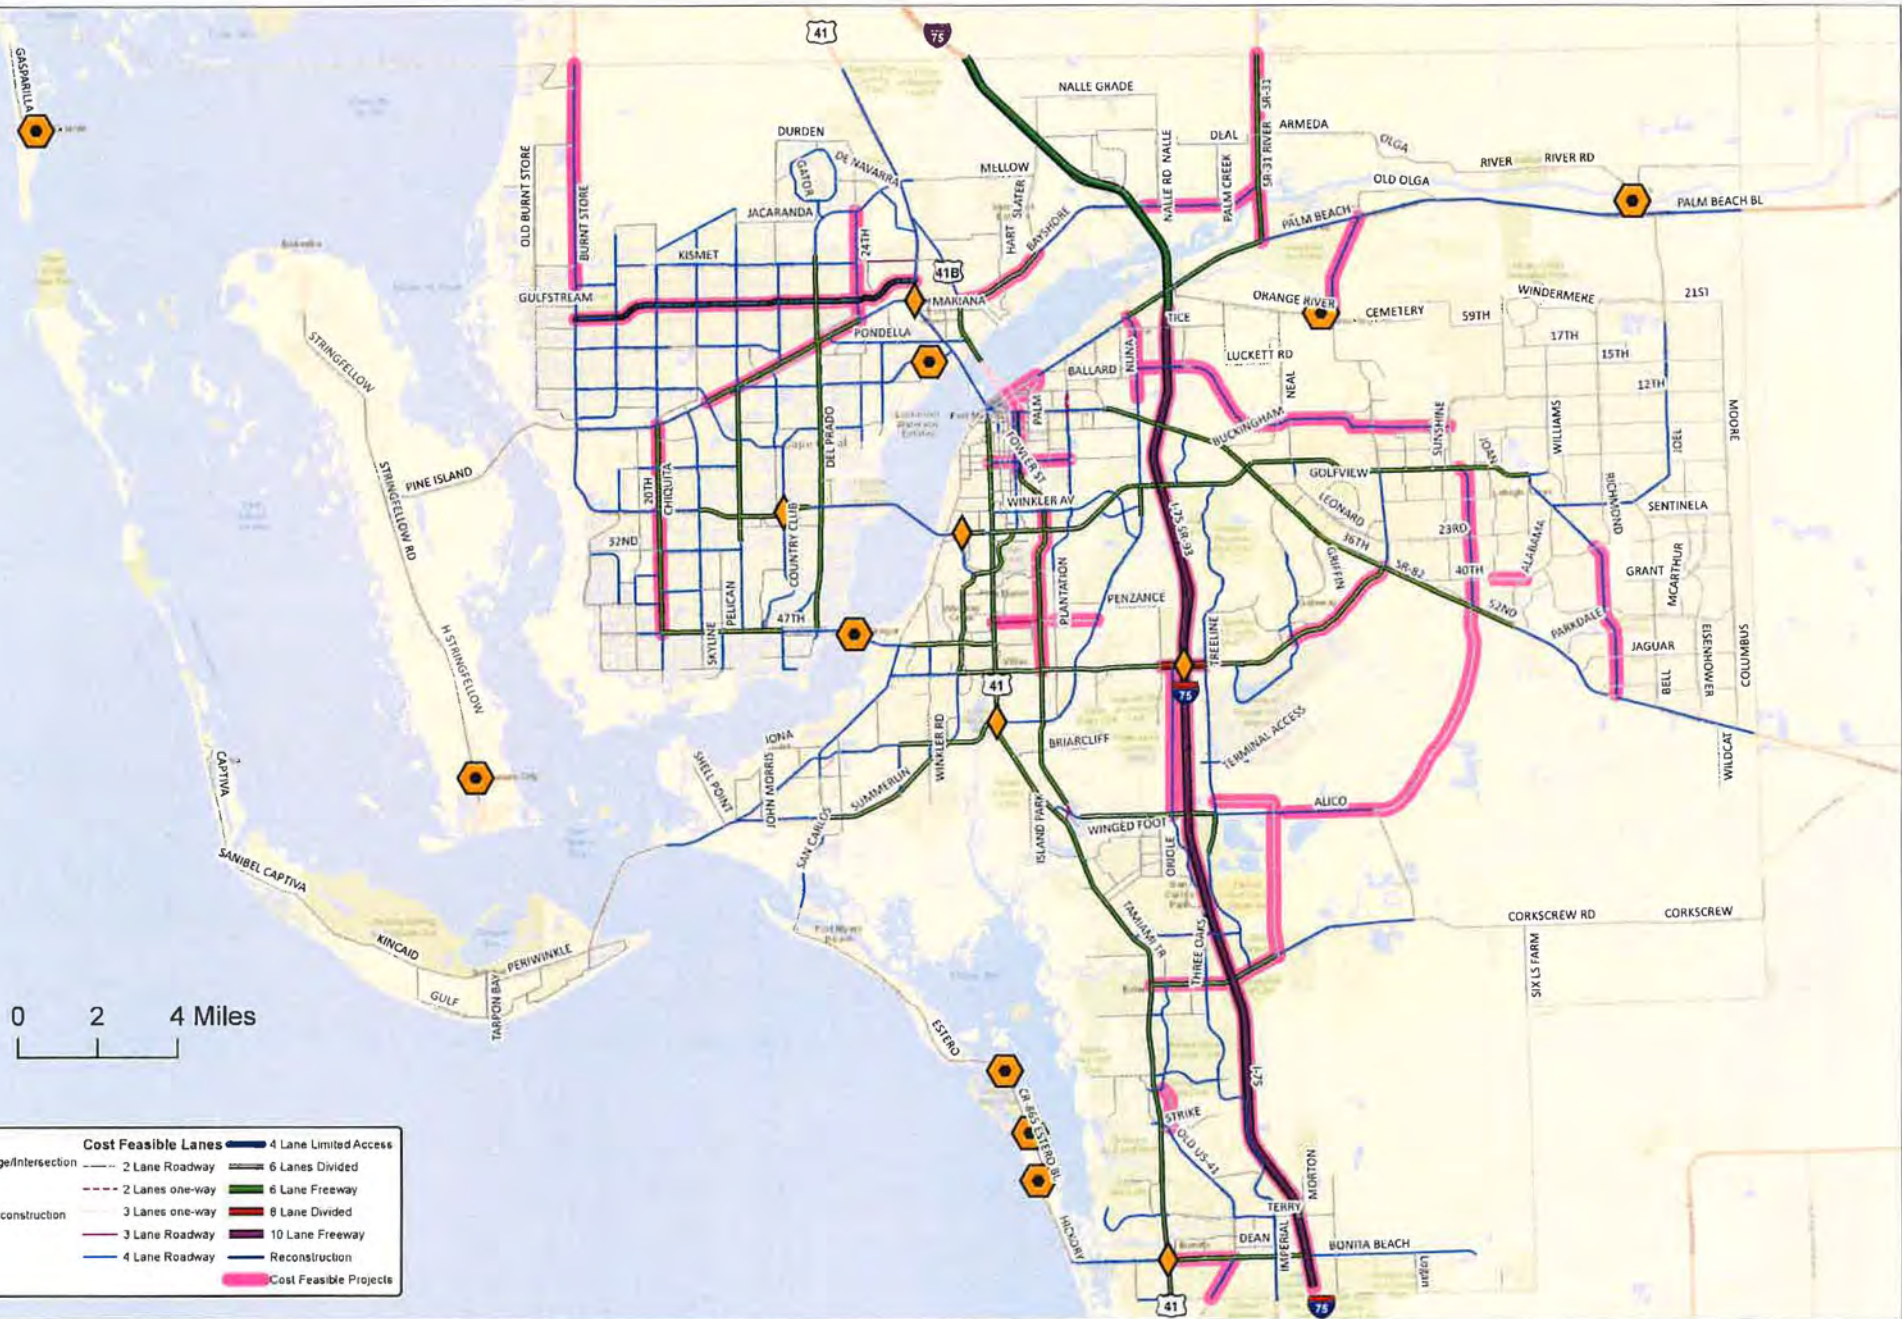 41
75
GASPARILLA
NALLE GRADE
SR-31
DURDEN
NALLE
DEAL
ARMEDA
OLGA
OLD BURNT STORE
GATOR
DE NAVARRA
MELLOW
NALLE RD
PALM CREEK
SR-31 RIVER
RIVER
RIVER RD
OLD OLGA
PALM BEACH BL
JACARANDA
SLATER
HART
BAYSHORE
PALM BEACH
BURNT STORE
24TH
KISMET
41B
GULFSTREAM
MARIANA
ORANGE RIVER
CEMETERY
WINDERMERE
21ST
59TH
TICE
PONDELLA
17TH
15TH
LUCKETT RD
NUNA
BALLARD
NEAL
12TH
STRINGFELLOW
PALM
BUCKINGHAM
SUNSHINE
WILLIAMS
JOEL
MOORE
DEL PRADO
FOWLER ST
JOAN
GOLFVIEW
PINE ISLAND
STRINGFELLOW RD
20TH
CHIQUITA
WINKLER AV
LEONARD
RICHMOND
SENTINELA
COUNTRY CLUB
I-75 SR-93
32ND
23RD
ALABAMA
36TH
GRIFFIN
SR-82
40TH
GRANT
MCARTHUR
PELICAN
PLANTATION
PENZANCE
52ND
PARKDALE
47TH
SKYLINE
TREELINE
JAGUAR
EISENHOWER
COLUMBUS
BELL
H STRINGFELLOW
41
75
TERMINAL ACCESS
IONA
WINKLER RD
BRIARCLIFF
SHELL POINT
JOHN MORRIS
SUMMERLIN
WILDCAT
CAPTIVA
ALICO
SAN CARLOS
ISLAND PARK
WINGED FOOT
ORIOLE
SANIBEL CAPTIVA
TAMIAMI TR
THREE OAKS
CORKSCREW RD
CORKSCREW
KINCAID
PERIWINKLE
GULF
TARPON BAY
SIX LS FARM
0 2 4 Miles
ESTERO
I-75
CR-865 ESTERO BL
STRIKE
OLD US-41
HICKORY
MORTON
TERRY
DEAN
IMPERIAL
BONITA BEACH
Logan
41
75
Cost Feasible Lanes
ge/Intersection
construction
2 Lane Roadway
2 Lanes one-way
3 Lanes one-way
3 Lane Roadway
4 Lane Roadway
4 Lane Limited Access
6 Lanes Divided
6 Lane Freeway
8 Lane Divided
10 Lane Freeway
Reconstruction
Cost Feasible Projects